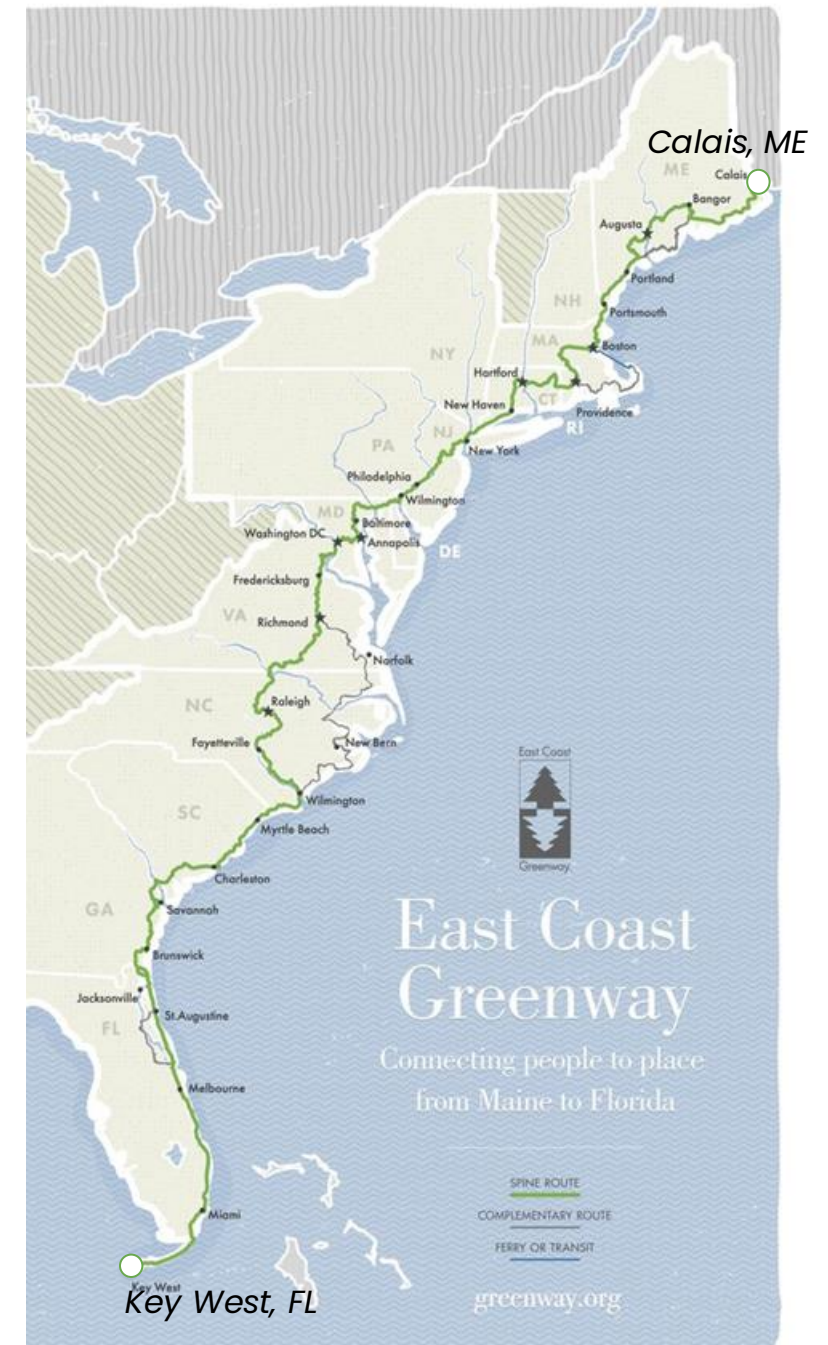 Calais, ME
ME
Calais
Bangor
Augusta
Portland
NH
Portsmouth
MA
Boston
NY
Hartford
CT
New Haven
Providence
RI
NJ
New York
PA
Philadelphia
Wilmington
MD
Baltimore
Washington DC
Annapolis
DE
Fredericksburg
VA
Richmond
Norfolk
NC
Raleigh
Fayetteville
New Bern
Wilmington
SC
Myrtle Beach
Charleston
GA
Savannah
Brunswick
Jacksonville
FL
St.Augustine
Melbourne
Miami
Key West
Key West, FL
East Coast
Greenway
East Coast
Greenway
Connecting people to place
from Maine to Florida
SPINE ROUTE
COMPLEMENTARY ROUTE
FERRY OR TRANSIT
greenway.org